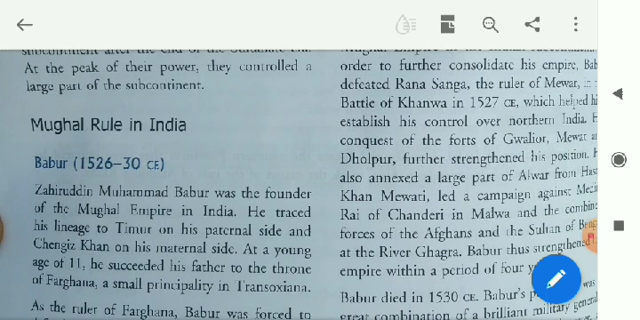 At the peak of their power, they controlled a
large part of the subcontinent.
Mughal Rule in India
Babur (1526–30 CE)
Zahiruddin Muhammad Babur was the founder
of the Mughal Empire in India. He traced
his lineage to Timur on his paternal side and
Chengiz Khan on his maternal side. At a young
age of 11, he succeeded his father to the throne
of Farghana, a small principality in Transoxiana.
As the ruler of Farghana, Babur was forced to
order to further consolidate his empire,
defeated Rana Sanga, the ruler of Mewar,
Battle of Khanwa in 1527 CE, which helped
establish his control over northern India.
conquest of the forts of Gwalior, Mewat
Dholpur, further strengthened his position.
also annexed a large part of Alwar from
Khan Mewati, led a campaign against
Rai of Chanderi in Malwa and the
forces of the Afghans and the Sultan of
at the River Ghagra. Babur thus strengthened
empire within a period of four
Babur died in 1530 CE. Babur's was
great combination of a brilliant military